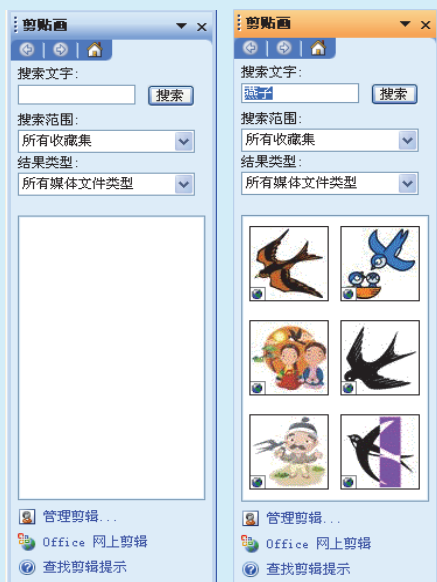 剪贴画
搜索文字:
搜索
搜索范围:
所有收藏集
结果类型:
所有媒体文件类型
管理剪辑...
Office 网上剪辑
查找剪辑提示
剪贴画
搜索文字:
燕子 搜索
搜索范围:
所有收藏集
结果类型:
所有媒体文件类型
管理剪辑...
Office 网上剪辑
查找剪辑提示